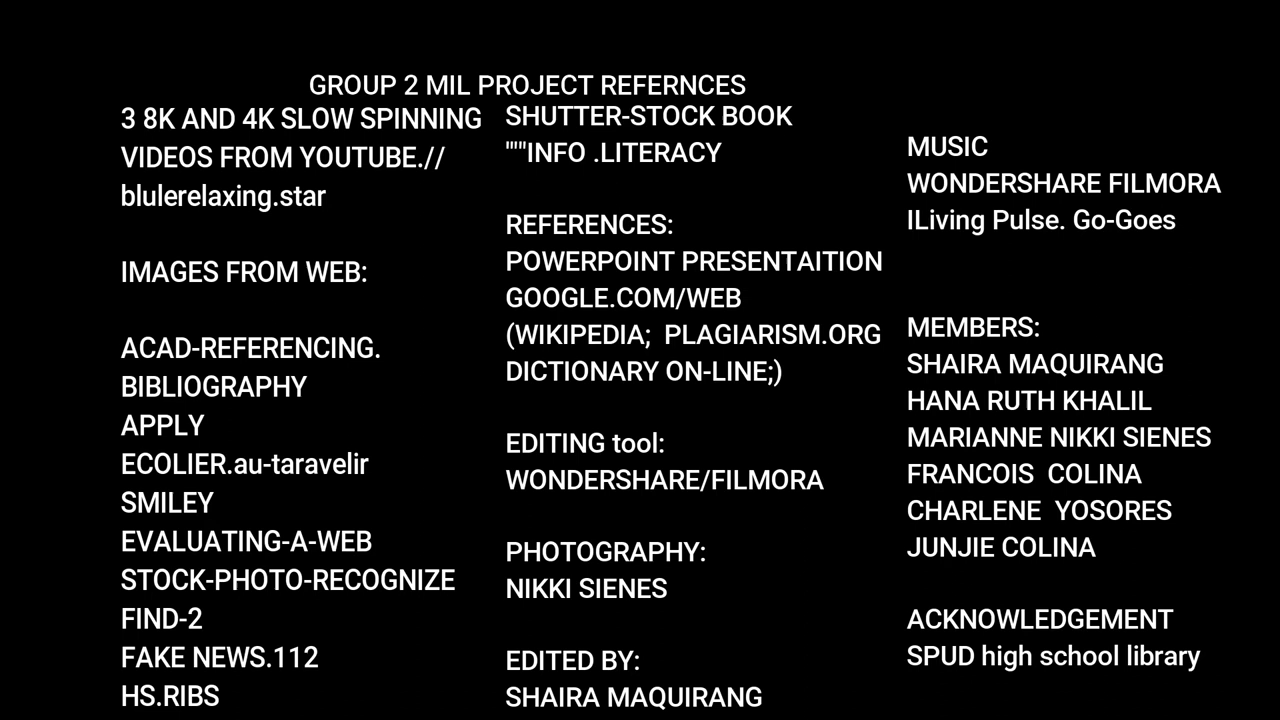 GROUP 2 MIL PROJECT REFERNCES
3 8K AND 4K SLOW SPINNING
VIDEOS FROM YOUTUBE.//
blulerelaxing.star
IMAGES FROM WEB:
ACAD-REFERENCING.
BIBLIOGRAPHY
APPLY
ECOLIER.au-taravelir
SMILEY
EVALUATING-A-WEB
STOCK-PHOTO-RECOGNIZE
FIND-2
FAKE NEWS.112
HS.RIBS
SHUTTER-STOCK BOOK
"""INFO .LITERACY
REFERENCES:
POWERPOINT PRESENTAITION
GOOGLE.COM/WEB
(WIKIPEDIA;  PLAGIARISM.ORG
DICTIONARY ON-LINE;)
EDITING tool:
WONDERSHARE/FILMORA
PHOTOGRAPHY:
NIKKI SIENES
EDITED BY:
SHAIRA MAQUIRANG
MUSIC
WONDERSHARE FILMORA
ILiving Pulse. Go-Goes
MEMBERS:
SHAIRA MAQUIRANG
HANA RUTH KHALIL
MARIANNE NIKKI SIENES
FRANCOIS  COLINA
CHARLENE  YOSORES
JUNJIE COLINA
ACKNOWLEDGEMENT
SPUD high school library